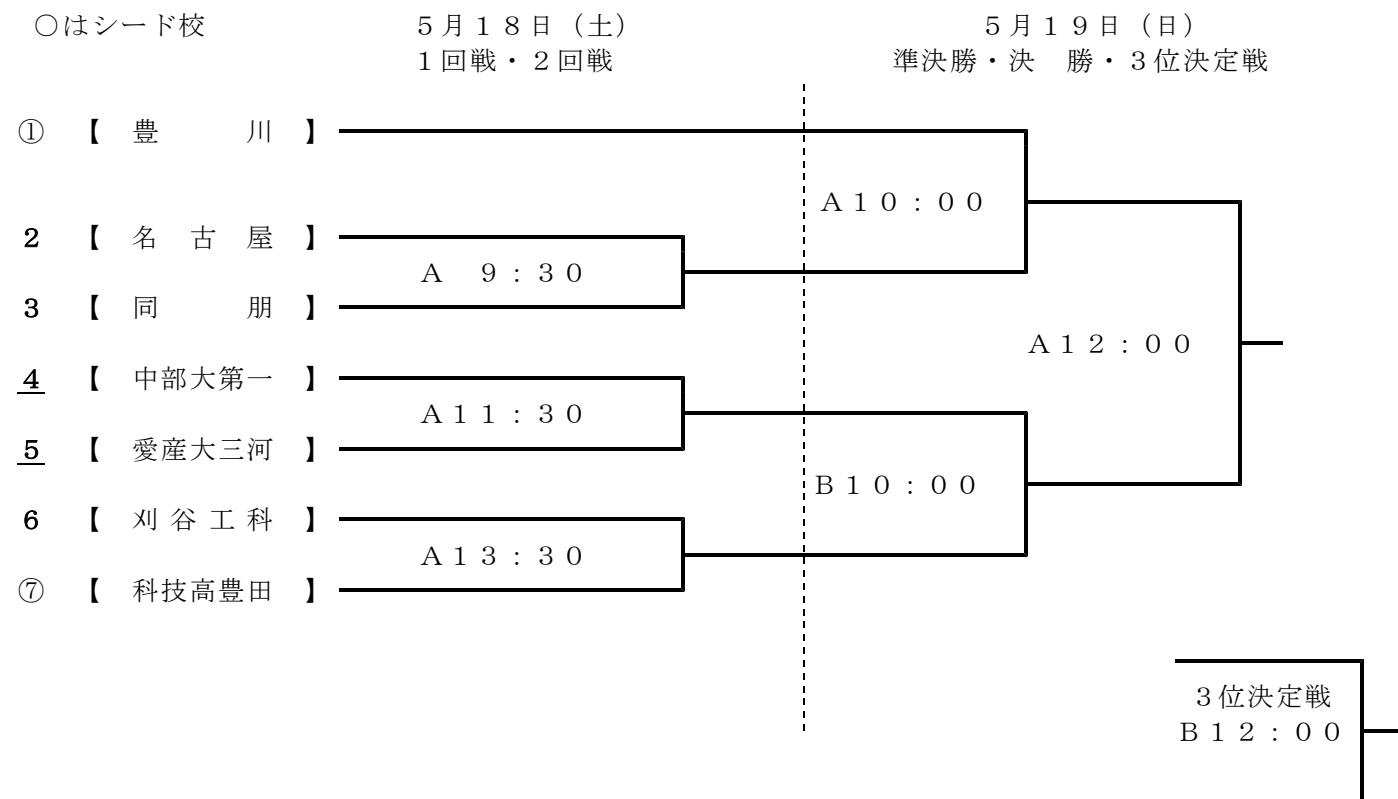 ○はシード校　５月１８日（土）　５月１９日（日）
１回戦・２回戦　準決勝・決　勝・３位決定戦
①　【　豊　　川　】
Ａ１０：００
2　【　名　古　屋　】
Ａ　９：３０
3　【　同　　朋　】
Ａ１２：００
4　【　中部大第一　】
Ａ１１：３０
5　【　愛産大三河　】
Ｂ１０：００
6　【　刈谷工科　】
Ａ１３：３０
⑦　【　科技高豊田　】
３位決定戦
Ｂ１２：００